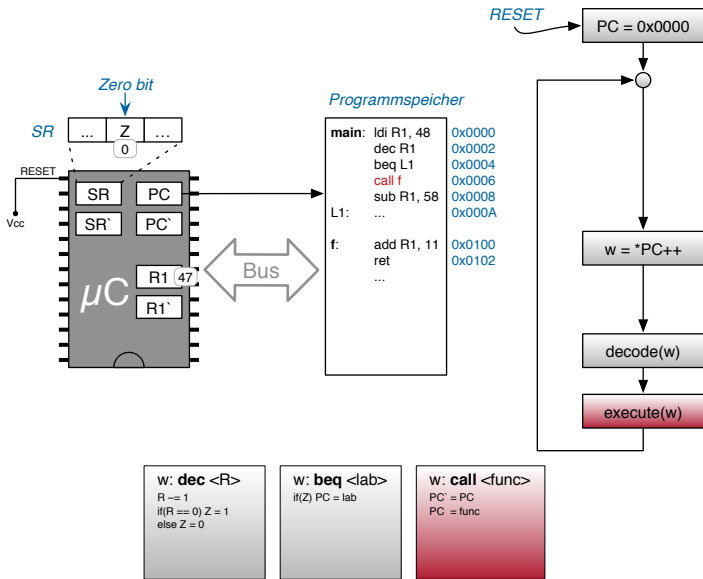 RESET
PC = 0x0000
Zero bit
Programmspeicher
SR
... Z ...
0
main: ldi R1, 48 0x0000
dec R1 0x0002
beq L1 0x0004
call f 0x0006
sub R1, 58 0x0008
L1: ... 0x000A
f: add R1, 11 0x0100
ret 0x0102
...
RESET
Vcc
SR PC
SR` PC`
R1 47
R1`
µC
Bus
w = *PC++
decode(w)
execute(w)
w: dec <R>
R −= 1
if(R == 0) Z = 1
else Z = 0
w: beq <lab>
if(Z) PC = lab
w: call <func>
PC` = PC
PC = func